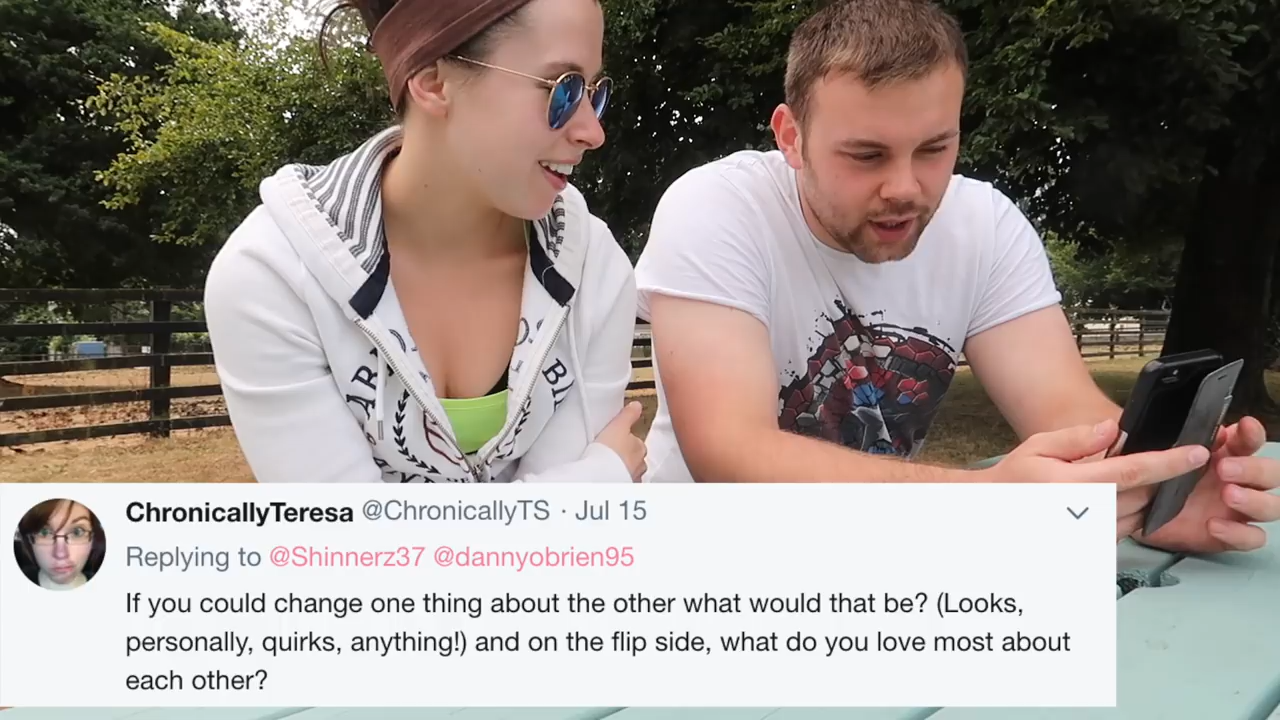 ChronicallyTeresa @ChronicallyTS · Jul 15
Replying to @Shinnerz37 @dannyobrien95
If you could change one thing about the other what would that be? (Looks,
personally, quirks, anything!) and on the flip side, what do you love most about
each other?